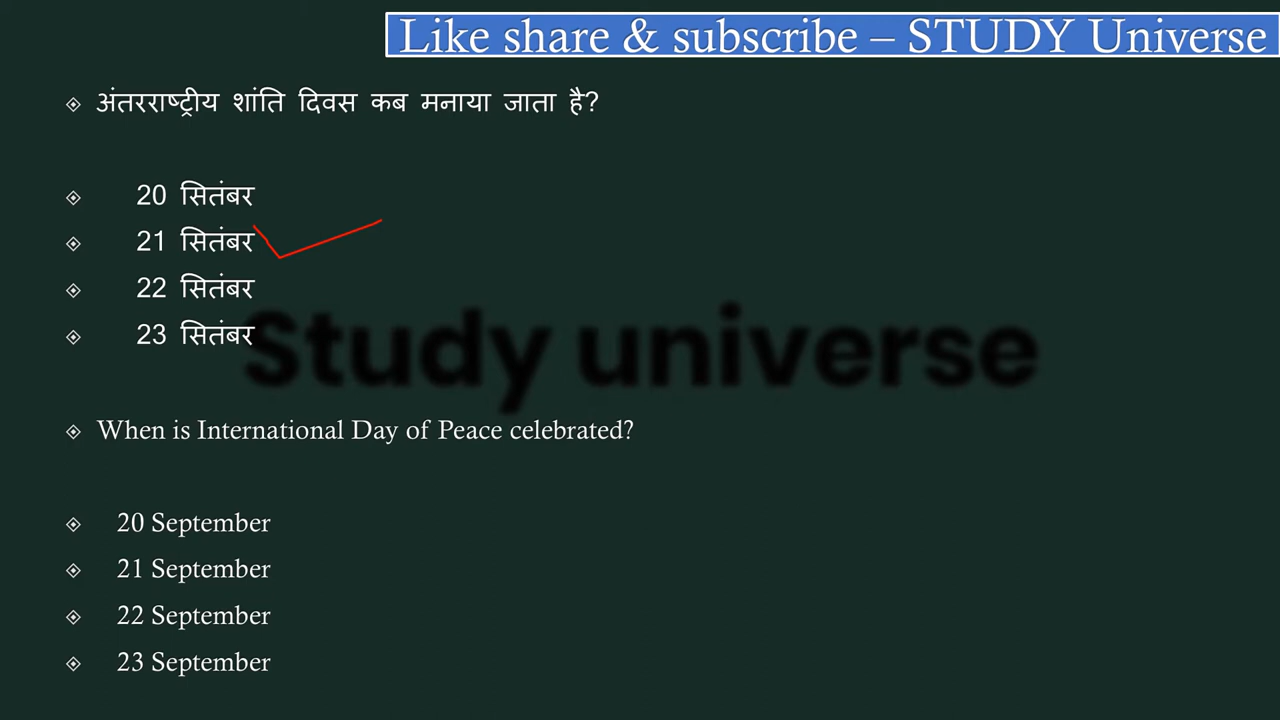 Like share & subscribe – STUDY Universe
अंतरराष्ट्रीय शांति दिवस कब मनाया जाता है?
20 सितंबर
21 सितंबर
22 सितंबर
23 सितंबर
Study universe
When is International Day of Peace celebrated?
20 September
21 September
22 September
23 September